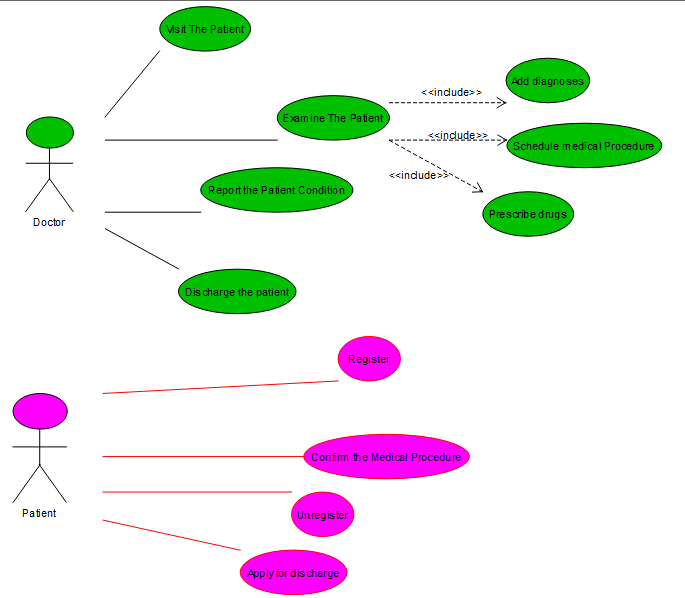 Visit The Patient
Add diagnoses
<<include>>
Examine The Patient
<<include>>
Schedule medical Procedure
<<include>>
Report the Patient Condition
Prescribe drugs
Doctor
Discharge the patient
Register
Confirm the Medical Procedure
Patient
Unregister
Apply for discharge